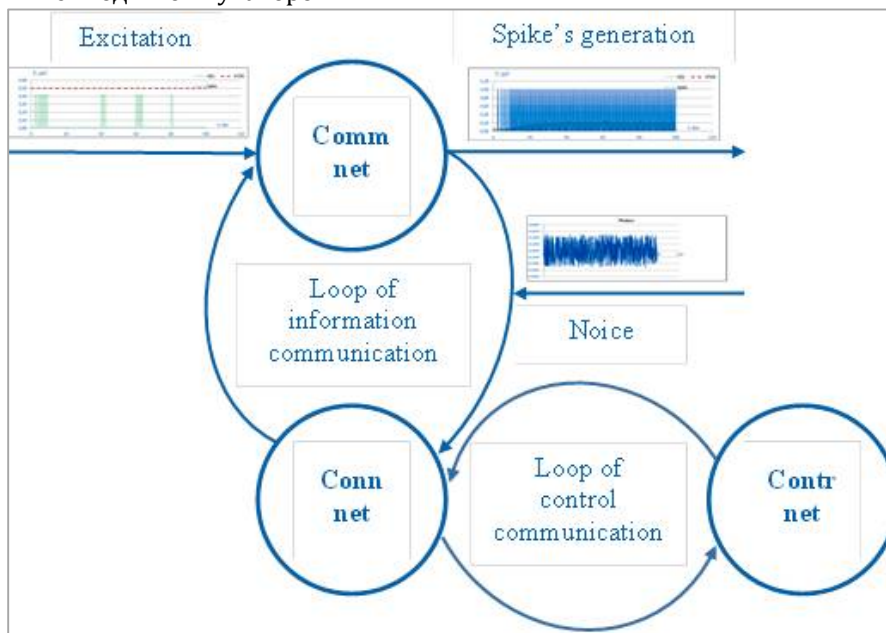 Excitation
Spike's generation
Comm
net
Loop of
information
communication
Noice
Conn
net
Loop of
control
communication
Contr
net